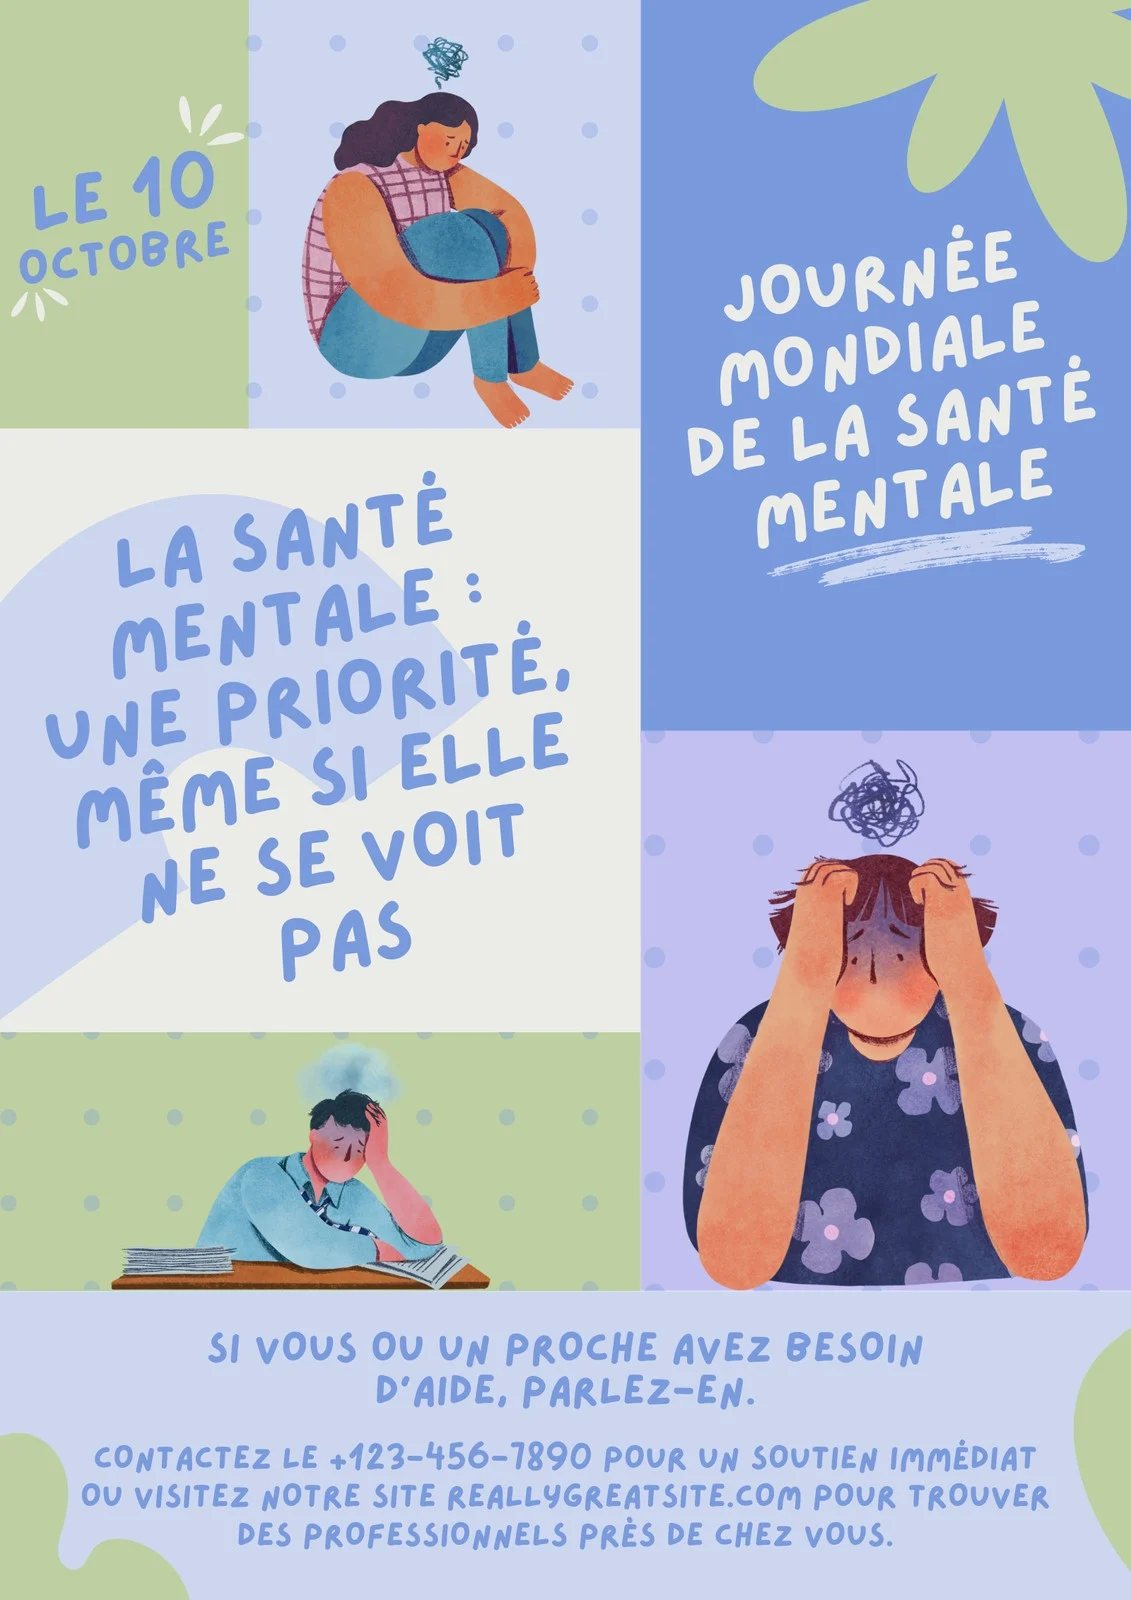 LE 10
OCTOBRE
JOURNÉE
MONDIALE
DE LA SANTÉ
MENTALE
LA SANTÉ
MENTALE :
UNE PRIORITÉ,
MÊME SI ELLE
NE SE VOIT
PAS
SI VOUS OU UN PROCHE AVEZ BESOIN
D'AIDE, PARLEZ-EN.
CONTACTEZ LE +123-456-7890 POUR UN SOUTIEN IMMÉDIAT
OU VISITEZ NOTRE SITE REALLYGREATSITE.COM POUR TROUVER
DES PROFESSIONNELS PRÈS DE CHEZ VOUS.